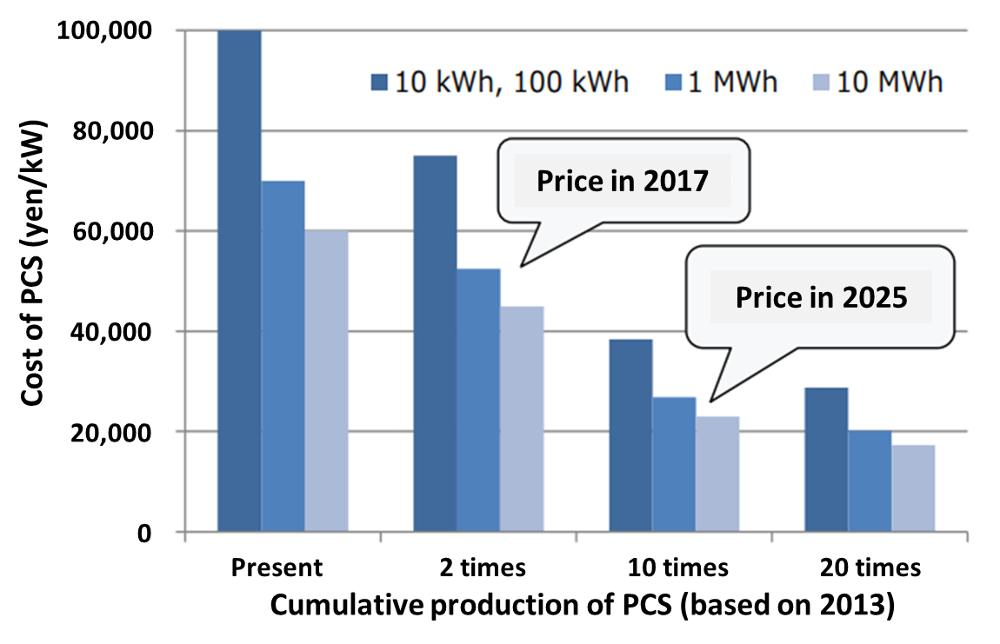 Cost of PCS (yen/kW)
100,000
80,000
60,000
40,000
20,000
0
10 kWh, 100 kWh
1 MWh
10 MWh
Price in 2017
Price in 2025
Present
2 times
10 times
20 times
Cumulative production of PCS (based on 2013)